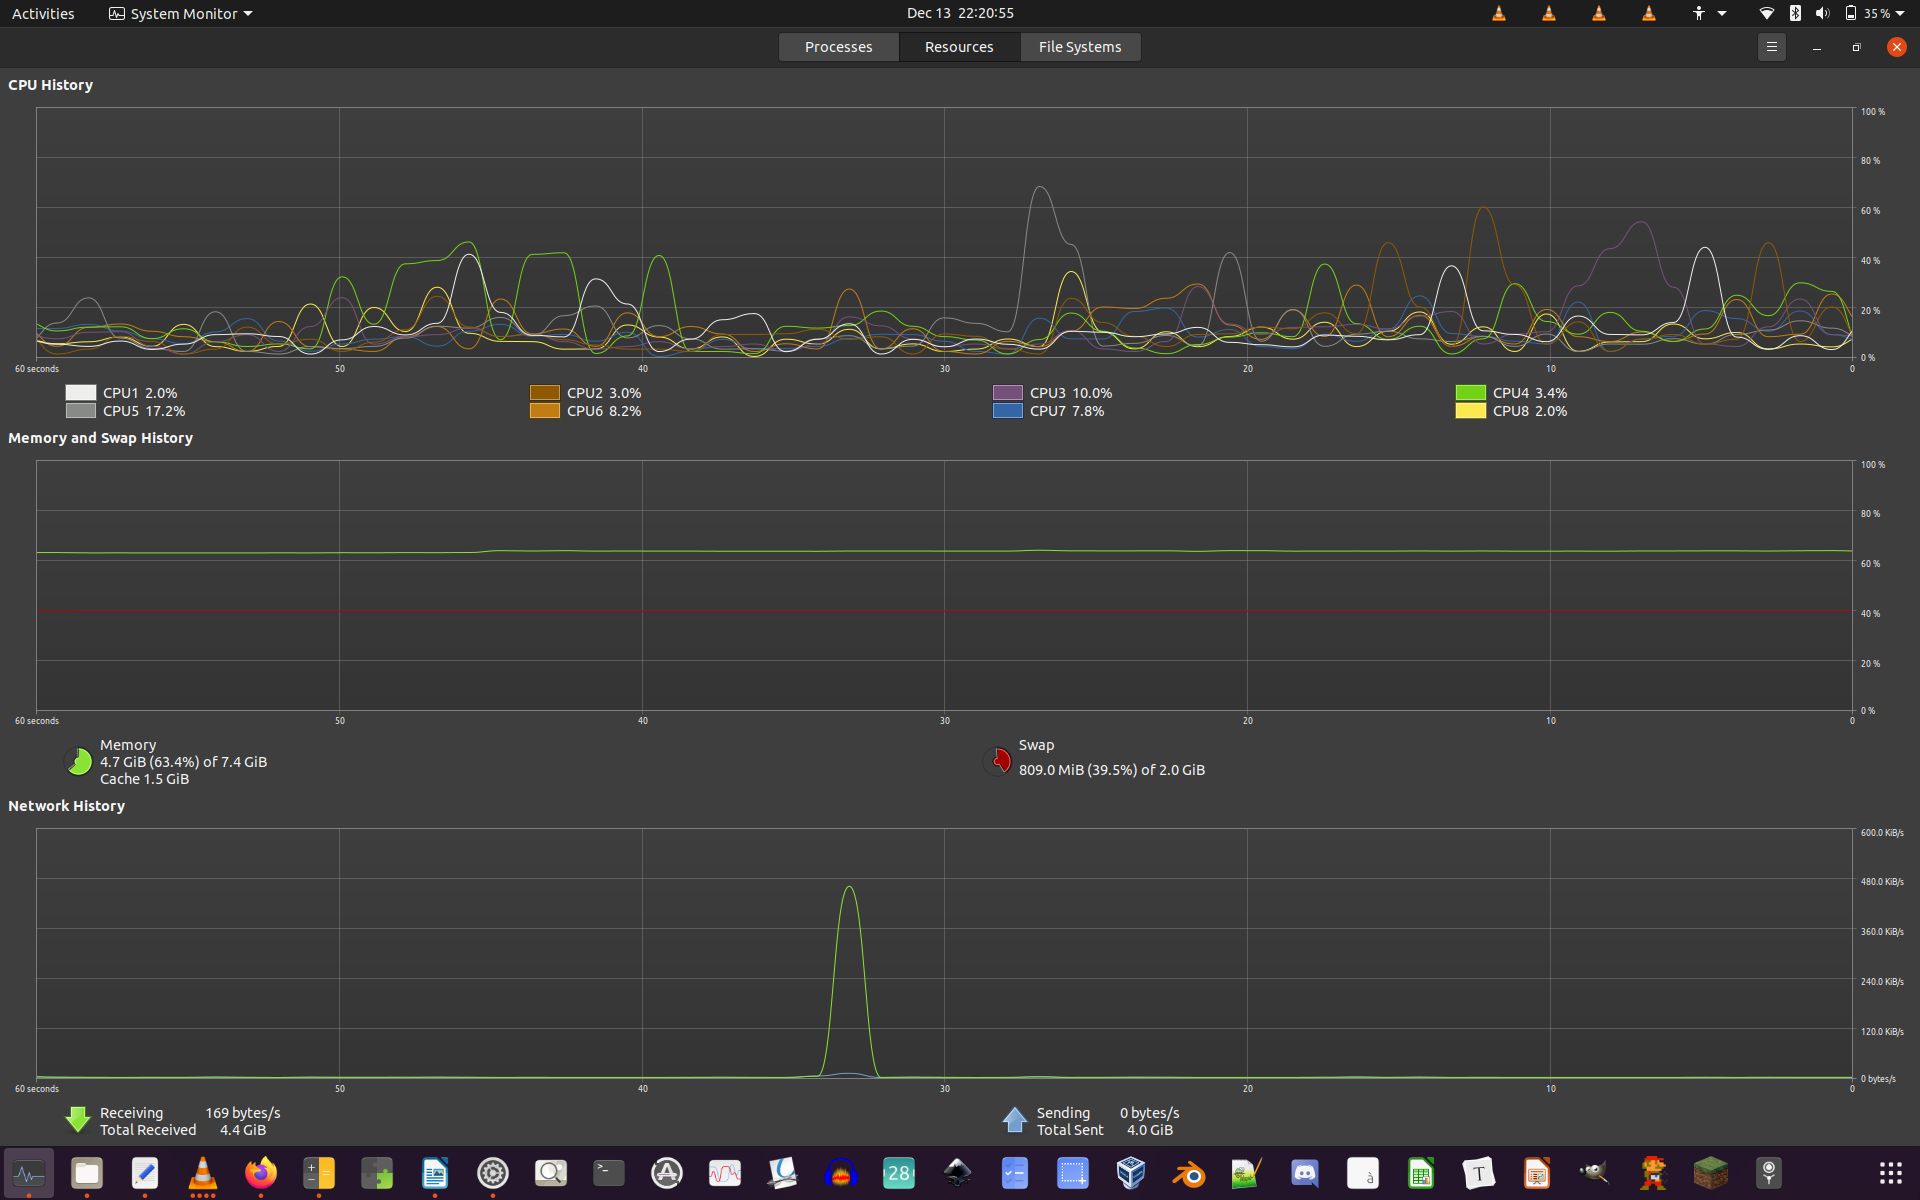 Activities System Monitor Dec 13 22:20:55 35 %
Processes Resources File Systems
CPU History
100 %
80 %
60 %
40 %
20 %
0 %
60 seconds 50 40 30 20 10 0
CPU1 2.0% CPU2 3.0% CPU3 10.0% CPU4 3.4%
CPU5 17.2% CPU6 8.2% CPU7 7.8% CPU8 2.0%
Memory and Swap History
100 %
80 %
60 %
40 %
20 %
0 %
60 seconds 50 40 30 20 10 0
Memory
4.7 GiB (63.4%) of 7.4 GiB
Cache 1.5 GiB
Swap
809.0 MiB (39.5%) of 2.0 GiB
Network History
600.0 KiB/s
480.0 KiB/s
360.0 KiB/s
240.0 KiB/s
120.0 KiB/s
0 bytes/s
60 seconds 50 40 30 20 10 0
Receiving 169 bytes/s
Total Received 4.4 GiB
Sending 0 bytes/s
Total Sent 4.0 GiB
28 à T